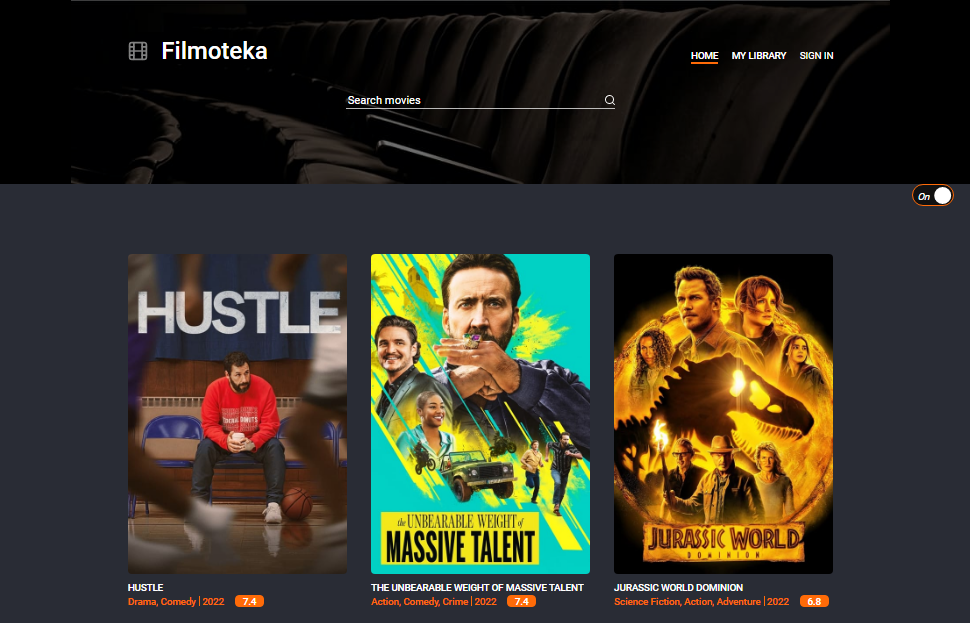 Filmoteka
HOME MY LIBRARY SIGN IN
Search movies
On
HUSTLE
the UNBEARABLE WEIGHT of
MASSIVE TALENT
JURASSIC WORLD
DOMINION
HUSTLE
Drama, Comedy | 2022 7.4
THE UNBEARABLE WEIGHT OF MASSIVE TALENT
Action, Comedy, Crime | 2022 7.4
JURASSIC WORLD DOMINION
Science Fiction, Action, Adventure | 2022 6.8